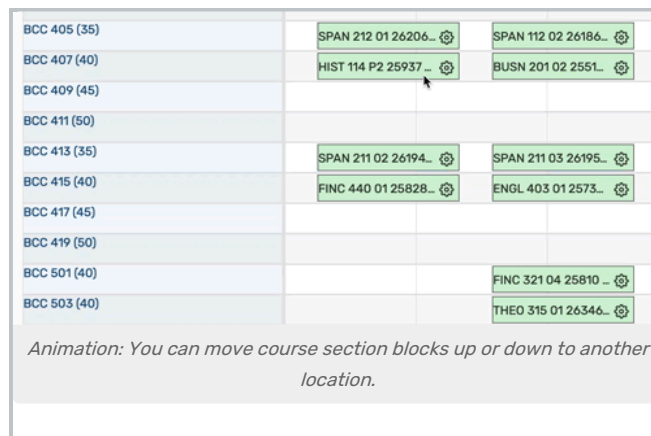 BCC 405 (35) SPAN 212 01 26206... SPAN 112 02 26186...
BCC 407 (40) HIST 114 P2 25937 ... BUSN 201 02 2551...
BCC 409 (45)
BCC 411 (50)
BCC 413 (35) SPAN 211 02 26194... SPAN 211 03 26195...
BCC 415 (40) FINC 440 01 25828... ENGL 403 01 2573...
BCC 417 (45)
BCC 419 (50)
BCC 501 (40) FINC 321 04 25810 ...
BCC 503 (40) THEO 315 01 26346...
Animation: You can move course section blocks up or down to another
location.